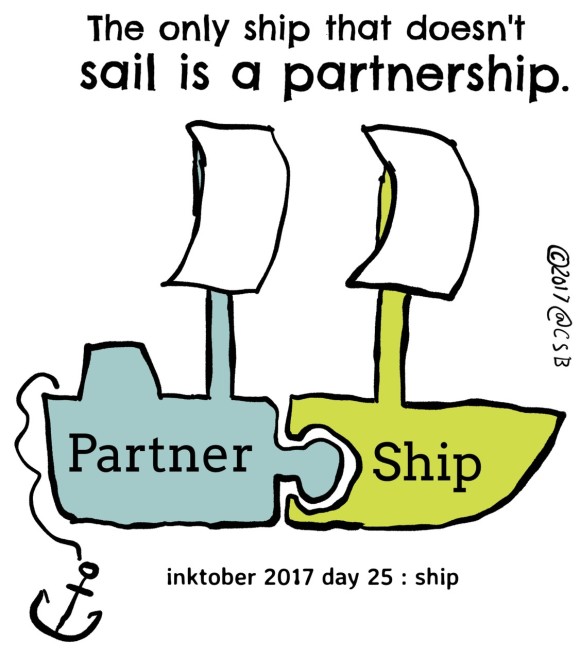 The only ship that doesn't
sail is a partnership.
©2017 @CSB
Partner Ship
inktober 2017 day 25 : ship